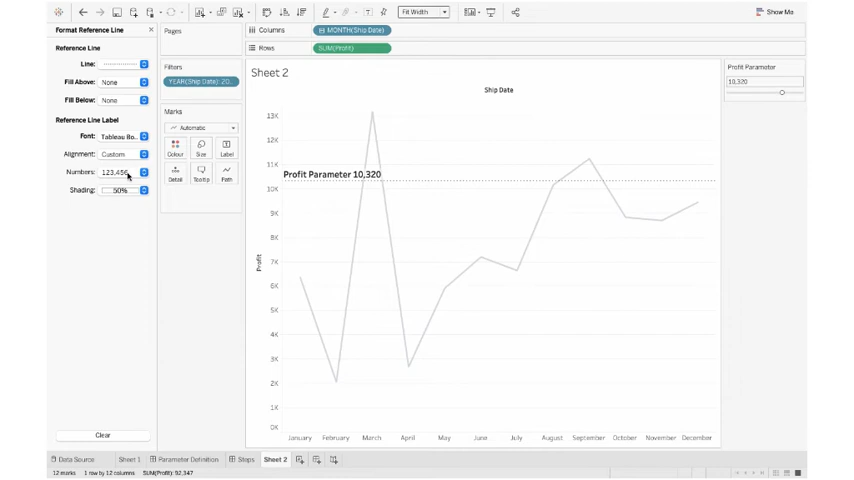 Fit Width
Show Me
Format Reference Line
Reference Line
Line:
Fill Above: None
Fill Below: None
Reference Line Label
Font: Tableau Bo..
Alignment: Custom
Numbers: 123,456
Shading: 50%
Clear
Pages
Filters
YEAR(Ship Date): 20..
Marks
Automatic
Colour Size Label
Detail Tooltip Path
Columns MONTH(Ship Date)
Rows SUM(Profit)
Sheet 2
Ship Date
Profit Parameter
10,320
13K
12K
11K
Profit Parameter 10,320
10K
9K
8K
7K
Profit
6K
5K
4K
3K
2K
1K
0K
January February March April May June July August September October November December
Data Source Sheet 1 Parameter Definition Steps Sheet 2
12 marks 1 row by 12 columns SUM(Profit): 92,347